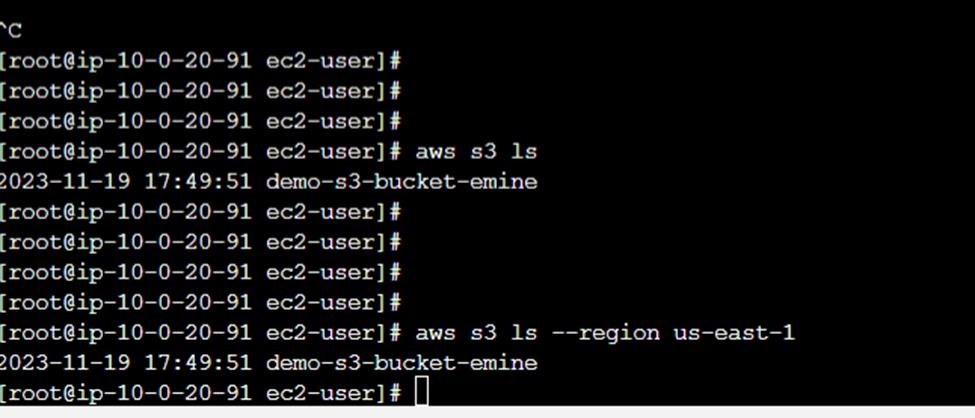 ^C
[root@ip-10-0-20-91 ec2-user]#
[root@ip-10-0-20-91 ec2-user]#
[root@ip-10-0-20-91 ec2-user]#
[root@ip-10-0-20-91 ec2-user]# aws s3 ls
2023-11-19 17:49:51 demo-s3-bucket-emine
[root@ip-10-0-20-91 ec2-user]#
[root@ip-10-0-20-91 ec2-user]#
[root@ip-10-0-20-91 ec2-user]#
[root@ip-10-0-20-91 ec2-user]#
[root@ip-10-0-20-91 ec2-user]# aws s3 ls --region us-east-1
2023-11-19 17:49:51 demo-s3-bucket-emine
[root@ip-10-0-20-91 ec2-user]#